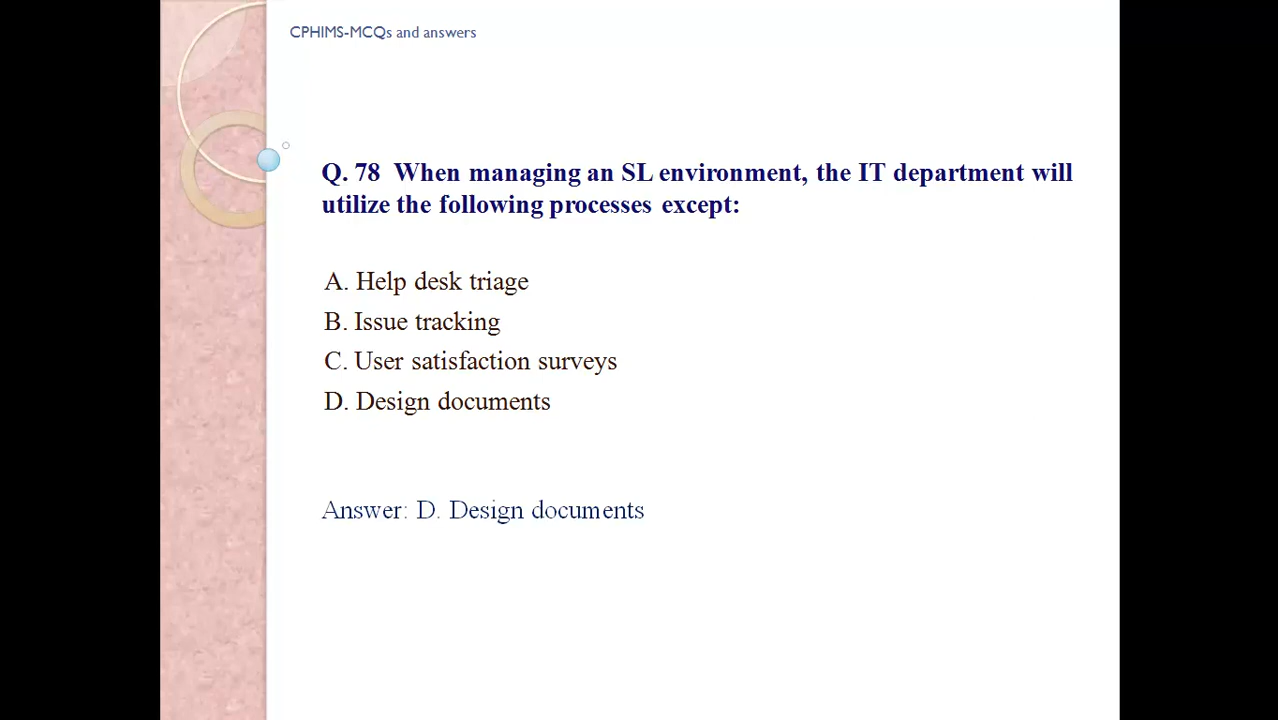 CPHIMS-MCQs and answers
Q. 78 When managing an SL environment, the IT department will
utilize the following processes except:
A. Help desk triage
B. Issue tracking
C. User satisfaction surveys
D. Design documents
Answer: D. Design documents